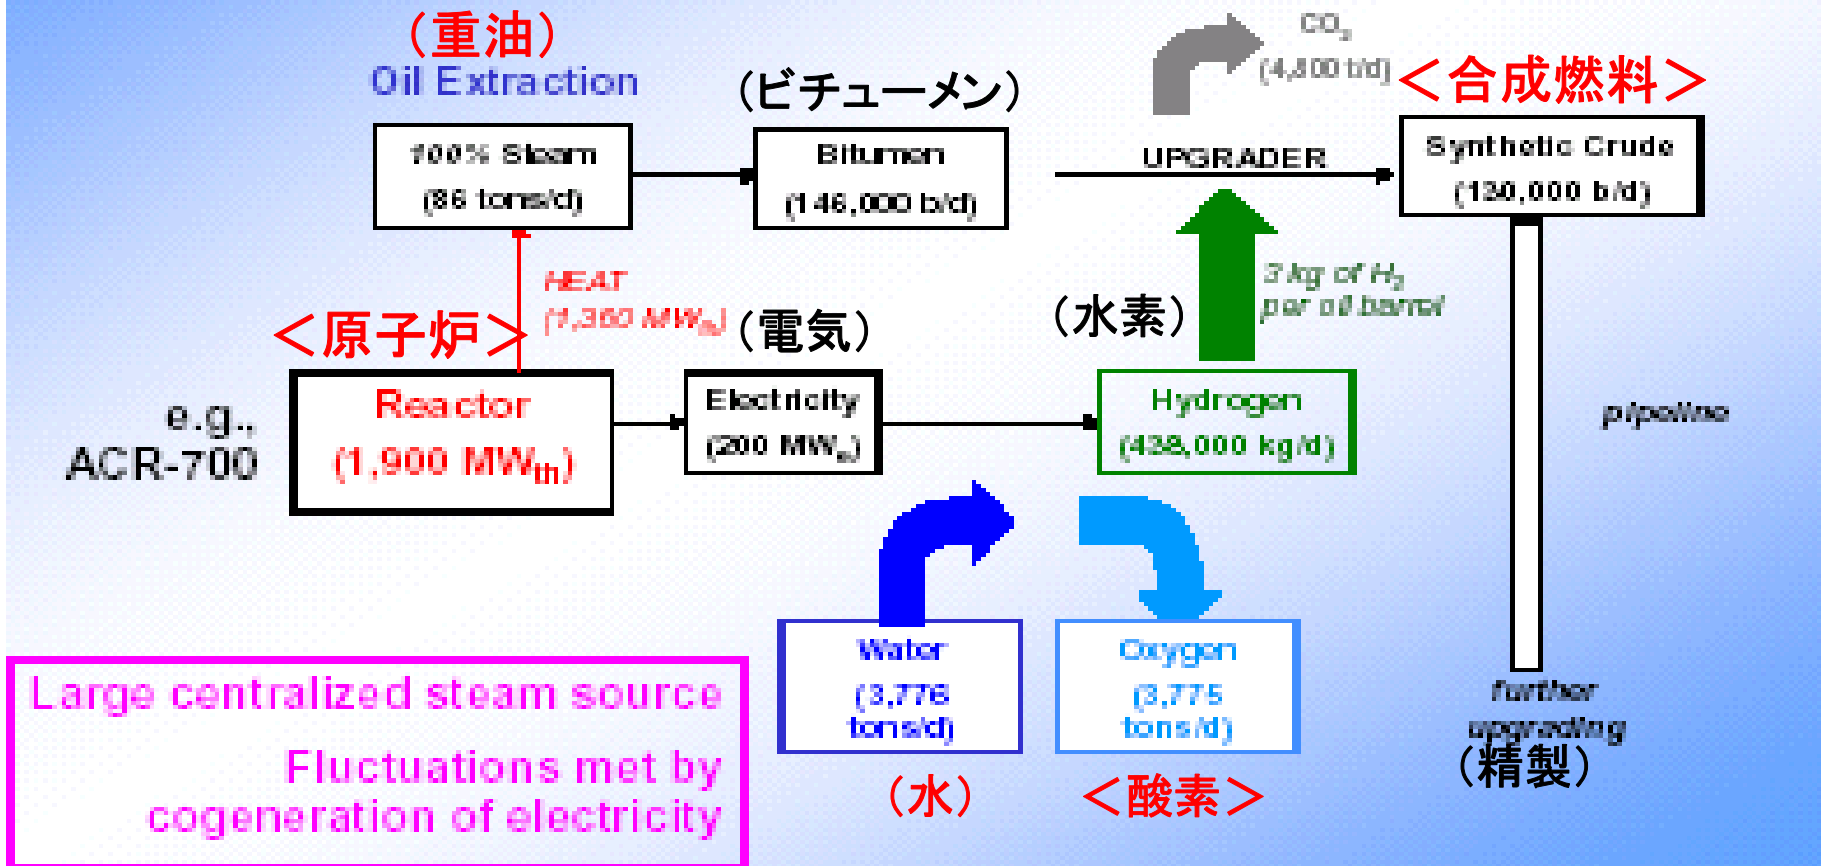 (重油)
Oil Extraction
100% Steam
(86 tons/d)
(ビチューメン)
Bitumen
(146,000 b/d)
CO₂
(4,800 t/d)
UPGRADER
<合成燃料>
Synthetic Crude
(130,000 b/d)
HEAT
(1,360 MWth)
(水素)
3 kg of H₂
per oil barrel
<原子炉>
(電気)
e.g.,
ACR-700
Reactor
(1,900 MWth)
Electricity
(200 MWe)
Hydrogen
(438,000 kg/d)
pipeline
Water
(3,776
tons/d)
(水)
Oxygen
(3,775
tons/d)
<酸素>
further
upgrading
(精製)
Large centralized steam source
Fluctuations met by
cogeneration of electricity